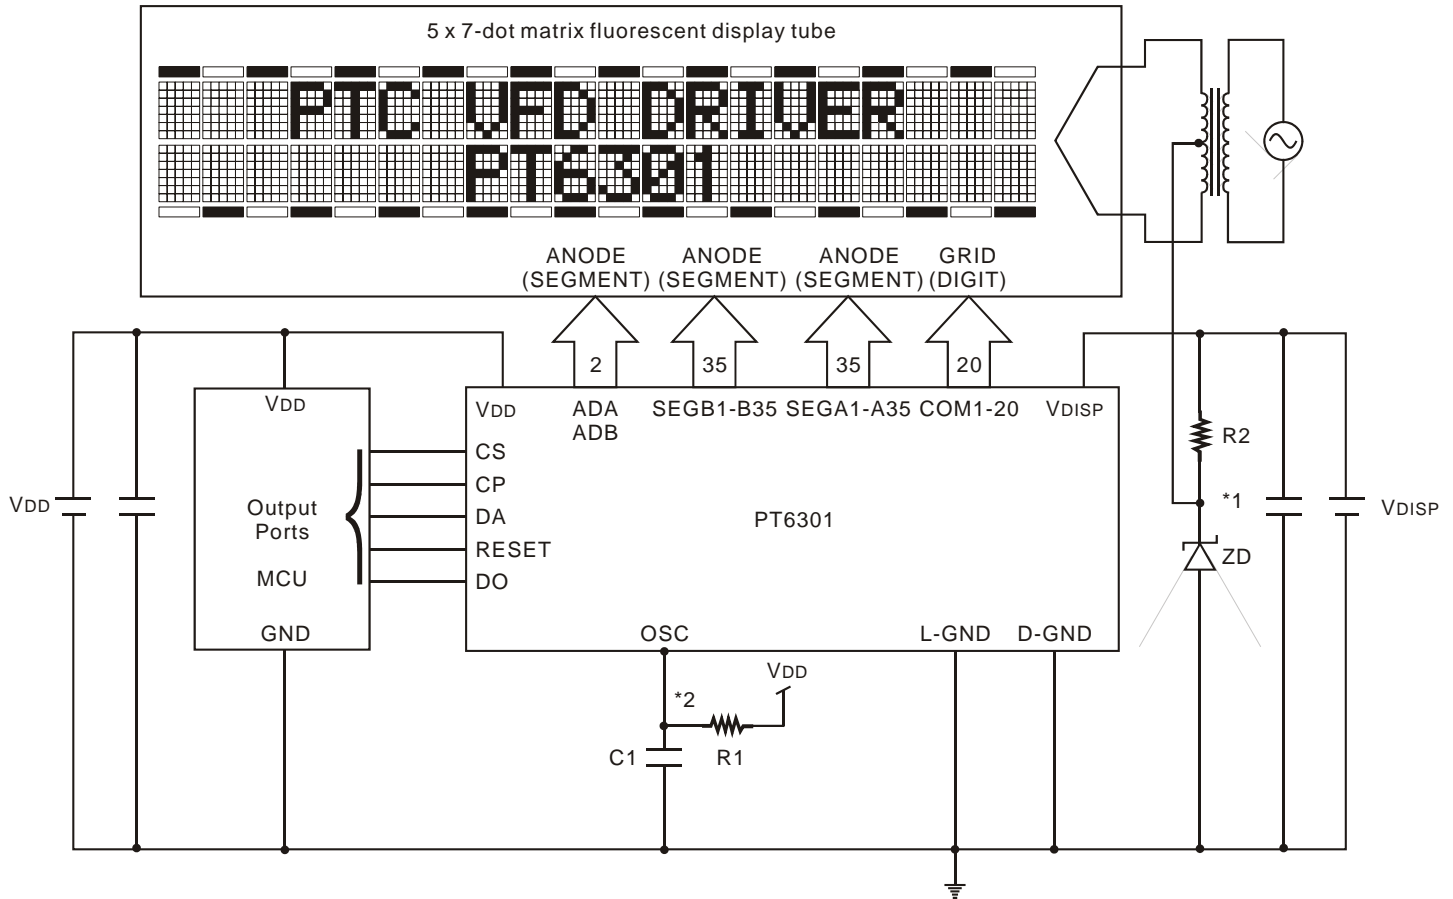 5 x 7-dot matrix fluorescent display tube
PTC VFD DRIVER
PT6301
ANODE ANODE ANODE GRID
(SEGMENT) (SEGMENT) (SEGMENT) (DIGIT)
2 35 35 20
VDD
VDD ADA SEGB1-B35 SEGA1-A35 COM1-20 VDISP
ADB
R2
CS
CP
VDD
Output
Ports
DA
PT6301
*1
VDISP
RESET
ZD
MCU
DO
GND
OSC L-GND D-GND
VDD
*2
C1 R1